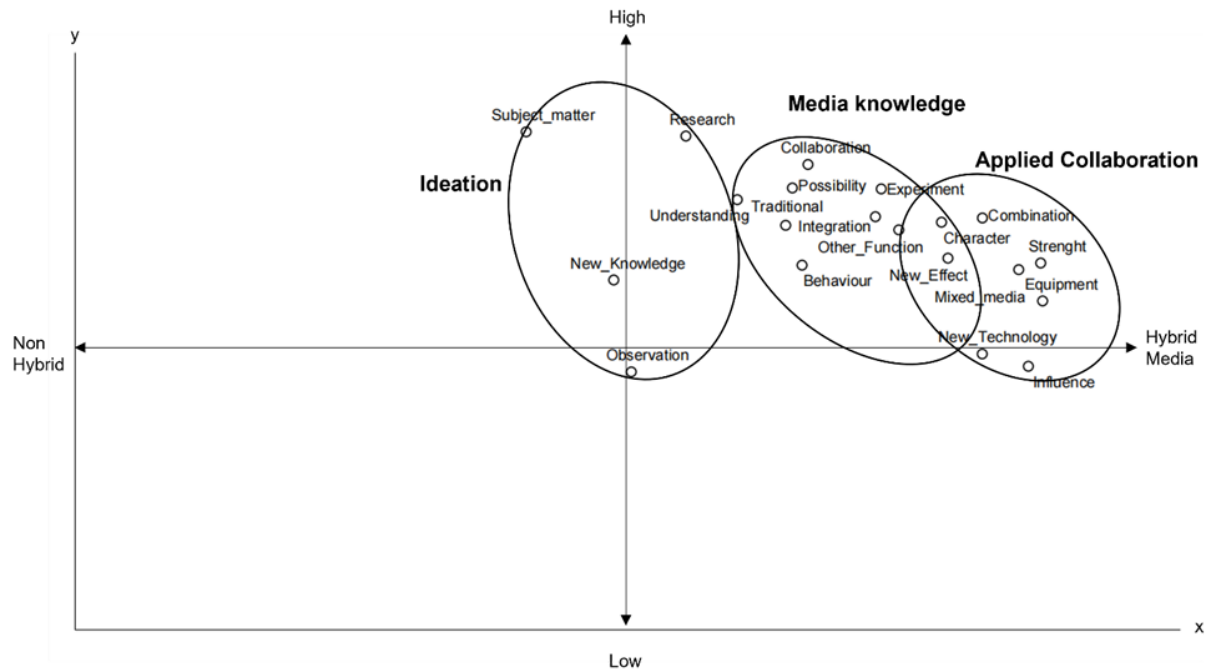 High
y
Media knowledge
Subject_matter
Research
Collaboration
Applied Collaboration
Ideation
Possibility
Experiment
Understanding
Traditional
Combination
Integration
Character
Other_Function
Strenght
New_Knowledge
Behaviour
New_Effect
Equipment
Mixed_media
Non
Hybrid
Observation
New_Technology
Hybrid
Media
Influence
x
Low